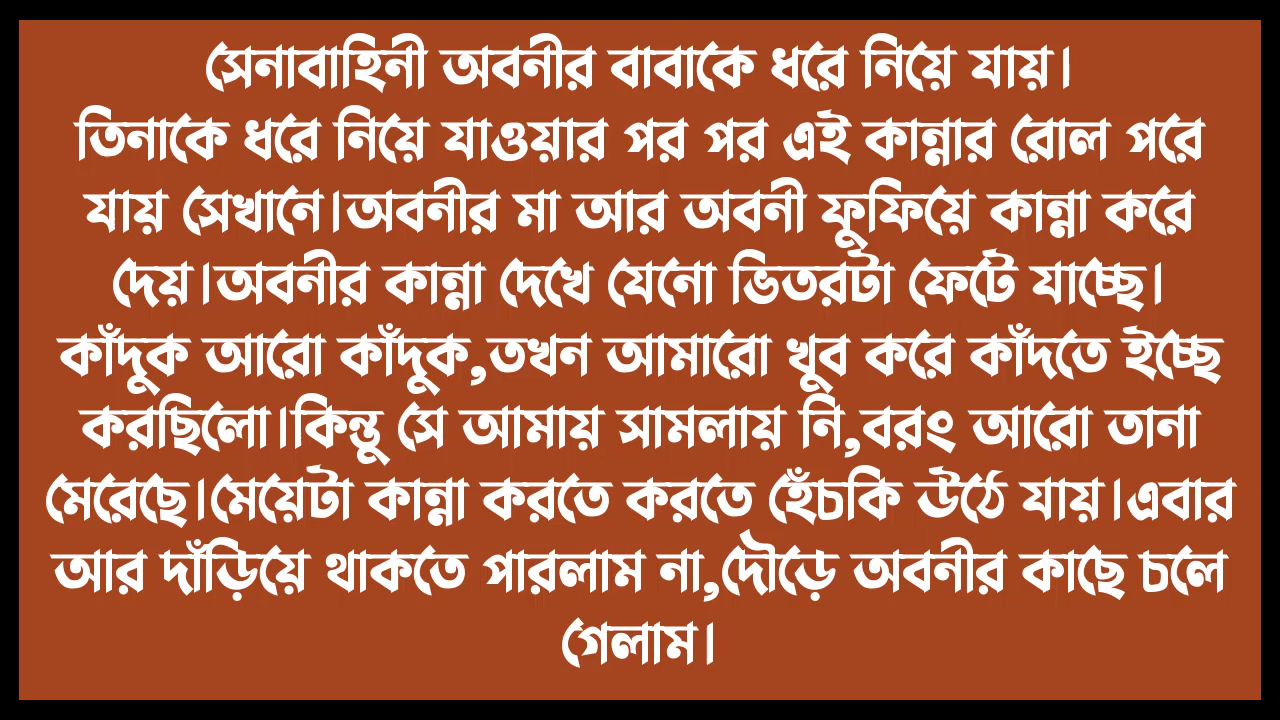 সেনাবাহিনী অবনীর বাবাকে ধরে নিয়ে যায়।
তিনাকে ধরে নিয়ে যাওয়ার পর পর এই কান্নার রোল পরে
যায় সেখানে।অবনীর মা আর অবনী ফুফিয়ে কান্না করে
দেয়।অবনীর কান্না দেখে যেনো ভিতরটা ফেটে যাচ্ছে।
কাঁদুক আরো কাঁদুক,তখন আমারো খুব করে কাঁদতে ইচ্ছে
করছিলো।কিন্তু সে আমায় সামলায় নি,বরং আরো তানা
মেরেছে।মেয়েটা কান্না করতে করতে হেঁচকি উঠে যায়।এবার
আর দাঁড়িয়ে থাকতে পারলাম না,দৌড়ে অবনীর কাছে চলে
গেলাম।